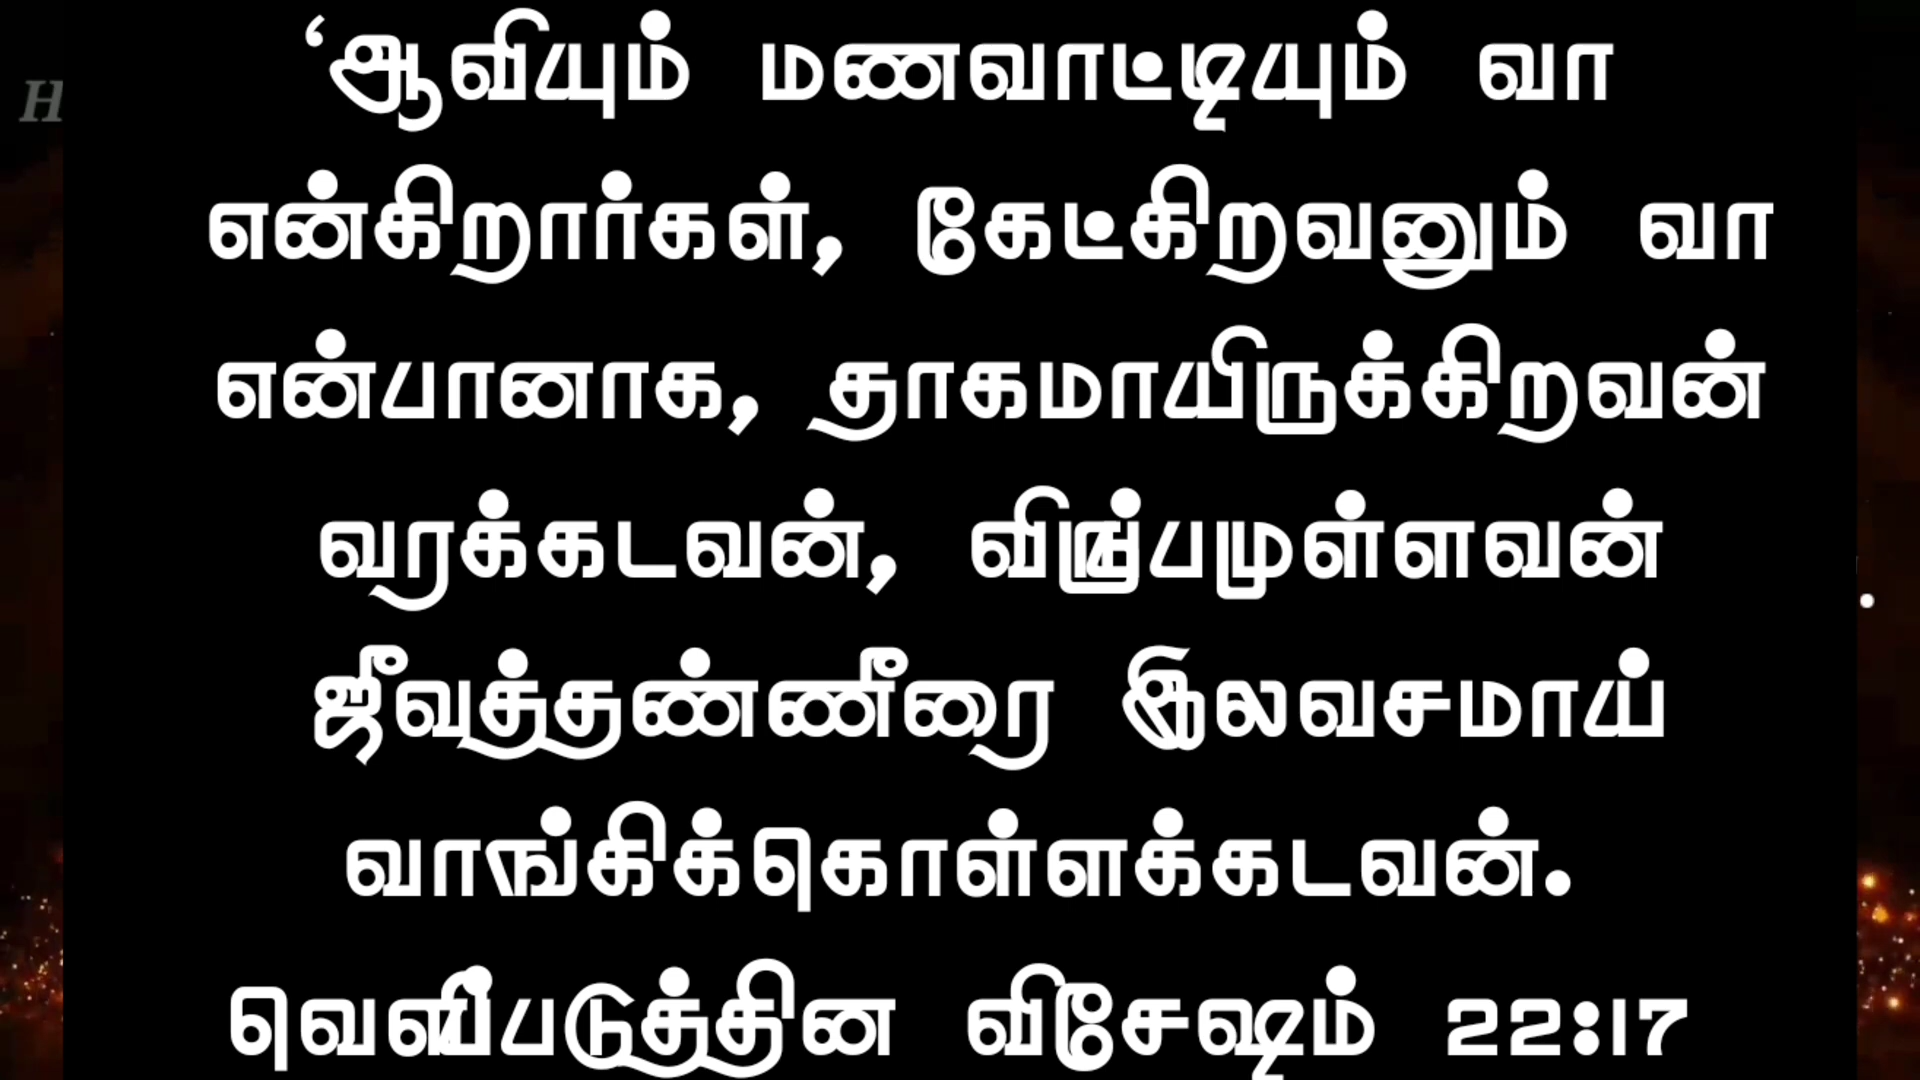 ‘ஆவியும் மணவாட்டியும் வா
என்கிறார்கள், கேட்கிறவனும் வா
என்பானாக, தாகமாயிருக்கிறவன்
வரக்கடவன், விரும்பமுள்ளவன்
ஜீவத்தண்ணீரை இலவசமாய்
வாங்கிக்கொள்ளக்கடவன்.
வெளிப்படுத்தின விசேஷம் 22:17